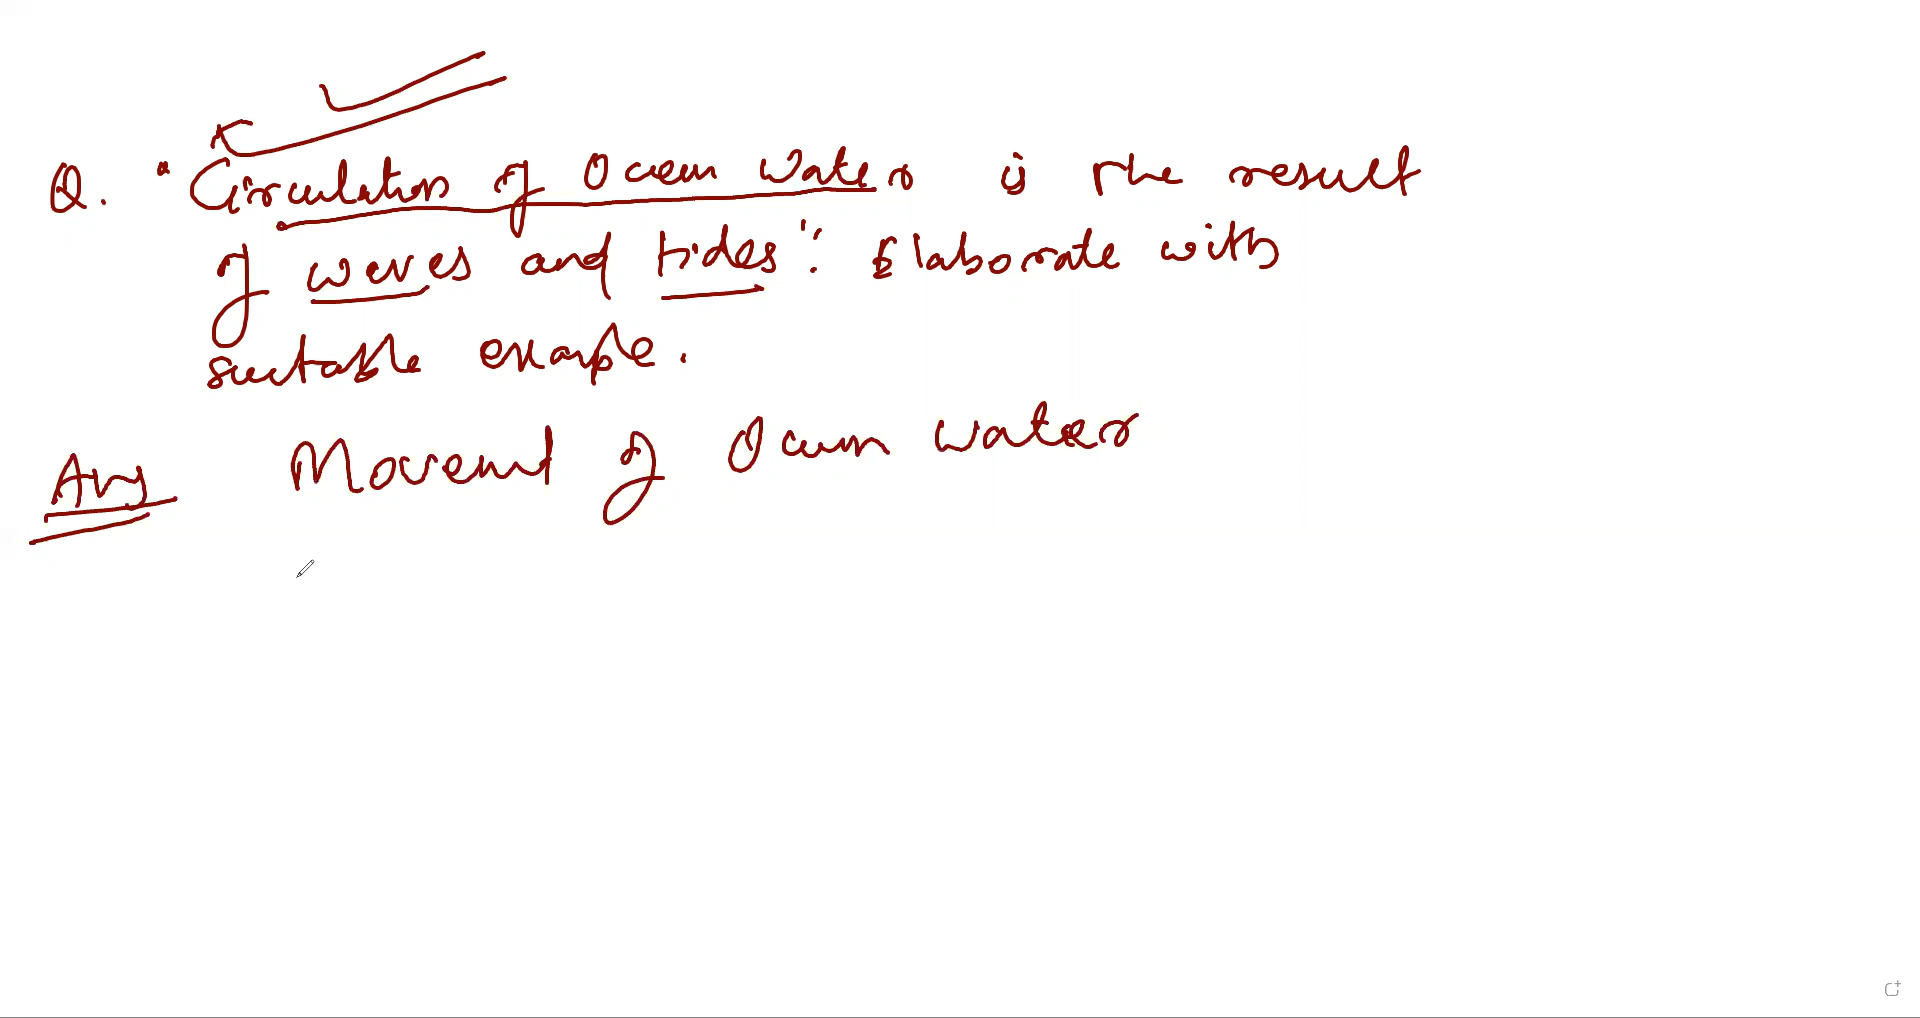 Q. "Circulation of Ocean Water is the result
of waves and tides". Elaborate with
suitable example.
Ans Movement of Ocean water